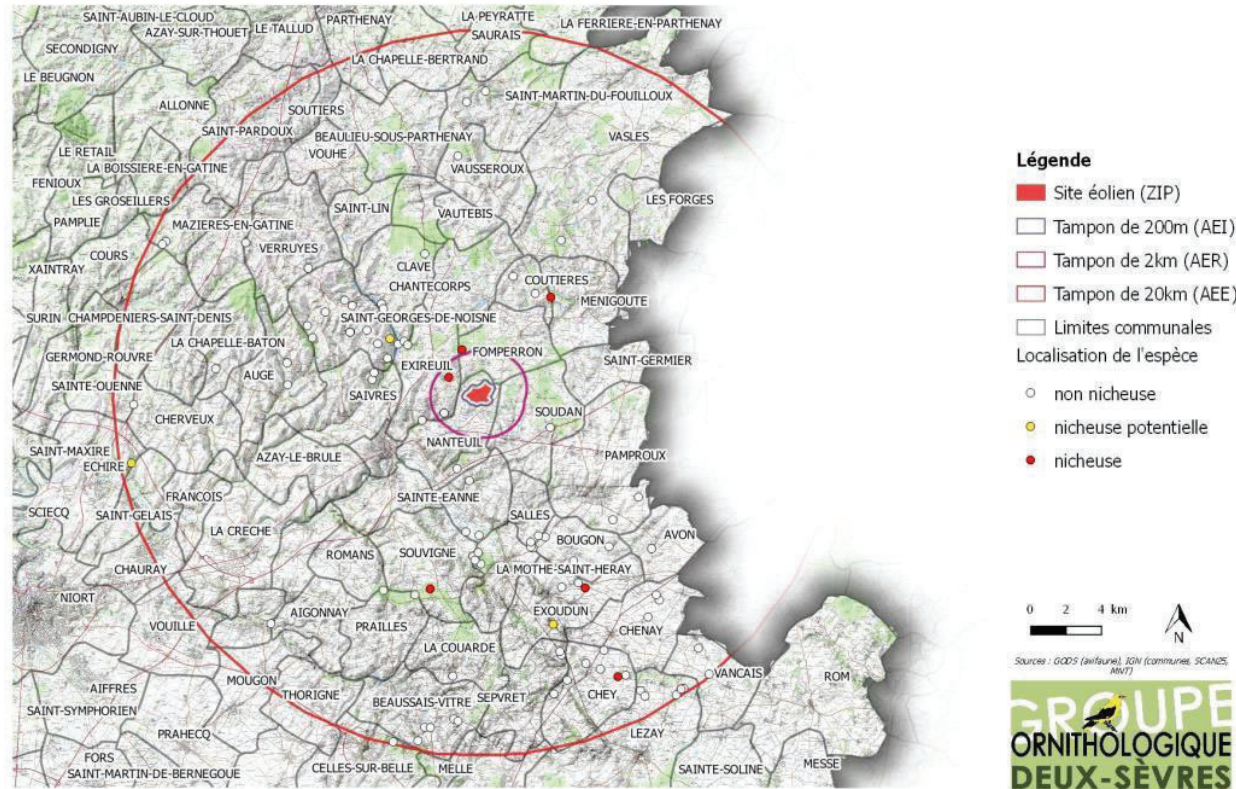 SAINT-AUBIN-LE-CLOUD
PARTHENAY
LA PEYRATTE
LA FERRIERE-EN-PARTHENAY
AZAY-SUR-THOUET
LE TALLUD
SAURAIS
SECONDIGNY
LA CHAPELLE-BERTRAND
LE BEUGNON
ALLONNE
SOUTIERS
SAINT-MARTIN-DU-FOUILLOUX
SAINT-PARDOUX
BEAULIEU-SOUS-PARTHENAY
VASLES
LE RETAIL
VOUHE
LA BOISSIERE-EN-GATINE
VAUSSEROUX
FENIOUX
LES GROSEILLERS
SAINT-LIN
VAUTEBIS
LES FORGES
PAMPLIE
MAZIERES-EN-GATINE
COURS
VERRUYES
XAINTRAY
CLAVE
COUTIERES
CHANTECORPS
MENIGOUTE
SURIN
CHAMPDENIERS-SAINT-DENIS
SAINT-GEORGES-DE-NOISNE
LA CHAPELLE-BATON
GERMOND-ROUVRE
FOMPERRON
SAINT-GERMIER
EXIREUIL
AUGE
SAINTE-OUENNE
SAIVRES
CHERVEUX
SOUDAN
NANTEUIL
SAINT-MAXIRE
AZAY-LE-BRULE
PAMPROUX
ECHIRE
FRANCOIS
SAINTE-EANNE
SCIECQ
SAINT-GELAIS
SALLES
LA CRECHE
AVON
BOUGON
ROMANS
SOUVIGNE
CHAURAY
LA MOTHE-SAINT-HERAY
NIORT
AIGONNAY
EXOUDUN
VOUILLE
PRAILLES
CHENAY
LA COUARDE
VANCAIS
ROM
MOUGON
AIFFRES
THORIGNE
SEPVRET
CHEY
BEAUSSAIS-VITRE
SAINT-SYMPHORIEN
PRAHECQ
LEZAY
FORS
CELLES-SUR-BELLE
MELLE
SAINTE-SOLINE
MESSE
SAINT-MARTIN-DE-BERNEGOUE
Légende
Site éolien (ZIP)
Tampon de 200m (AEI)
Tampon de 2km (AER)
Tampon de 20km (AEE)
Limites communales
Localisation de l'espèce
non nicheuse
nicheuse potentielle
nicheuse
0 2 4 km
N
Sources : GODS (avifaune), IGN (communes, SCAN25,
MNT)
GROUPE
ORNITHOLOGIQUE
DEUX-SÈVRES